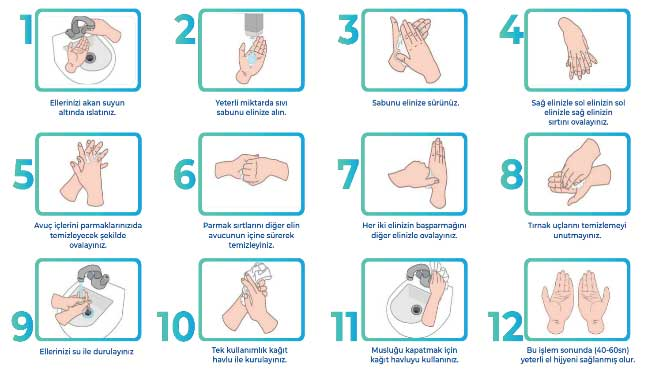 1
Ellerinizi akan suyun
altında ıslatınız.
2
Yeterli miktarda sıvı
sabunu elinize alın.
3
Sabunu elinize sürünüz.
4
Sağ elinizle sol elinizin sol
elinizle sağ elinizin
sırtını ovalayınız.
5
Avuç içlerini parmaklarınızıda
temizleyecek şekilde
ovalayınız.
6
Parmak sırtlarını diğer elin
avucunun içine sürerek
temizleyiniz.
7
Her iki elinizin başparmağını
diğer elinizle ovalayınız.
8
Tırnak uçlarını temizlemeyi
unutmayınız.
9
Ellerinizi su ile durulayınız
10
Tek kullanımlık kağıt
havlu ile kurulayınız.
11
Musluğu kapatmak için
kağıt havluyu kullanınız.
12
Bu işlem sonunda (40-60sn)
yeterli el hijyeni sağlanmış olur.